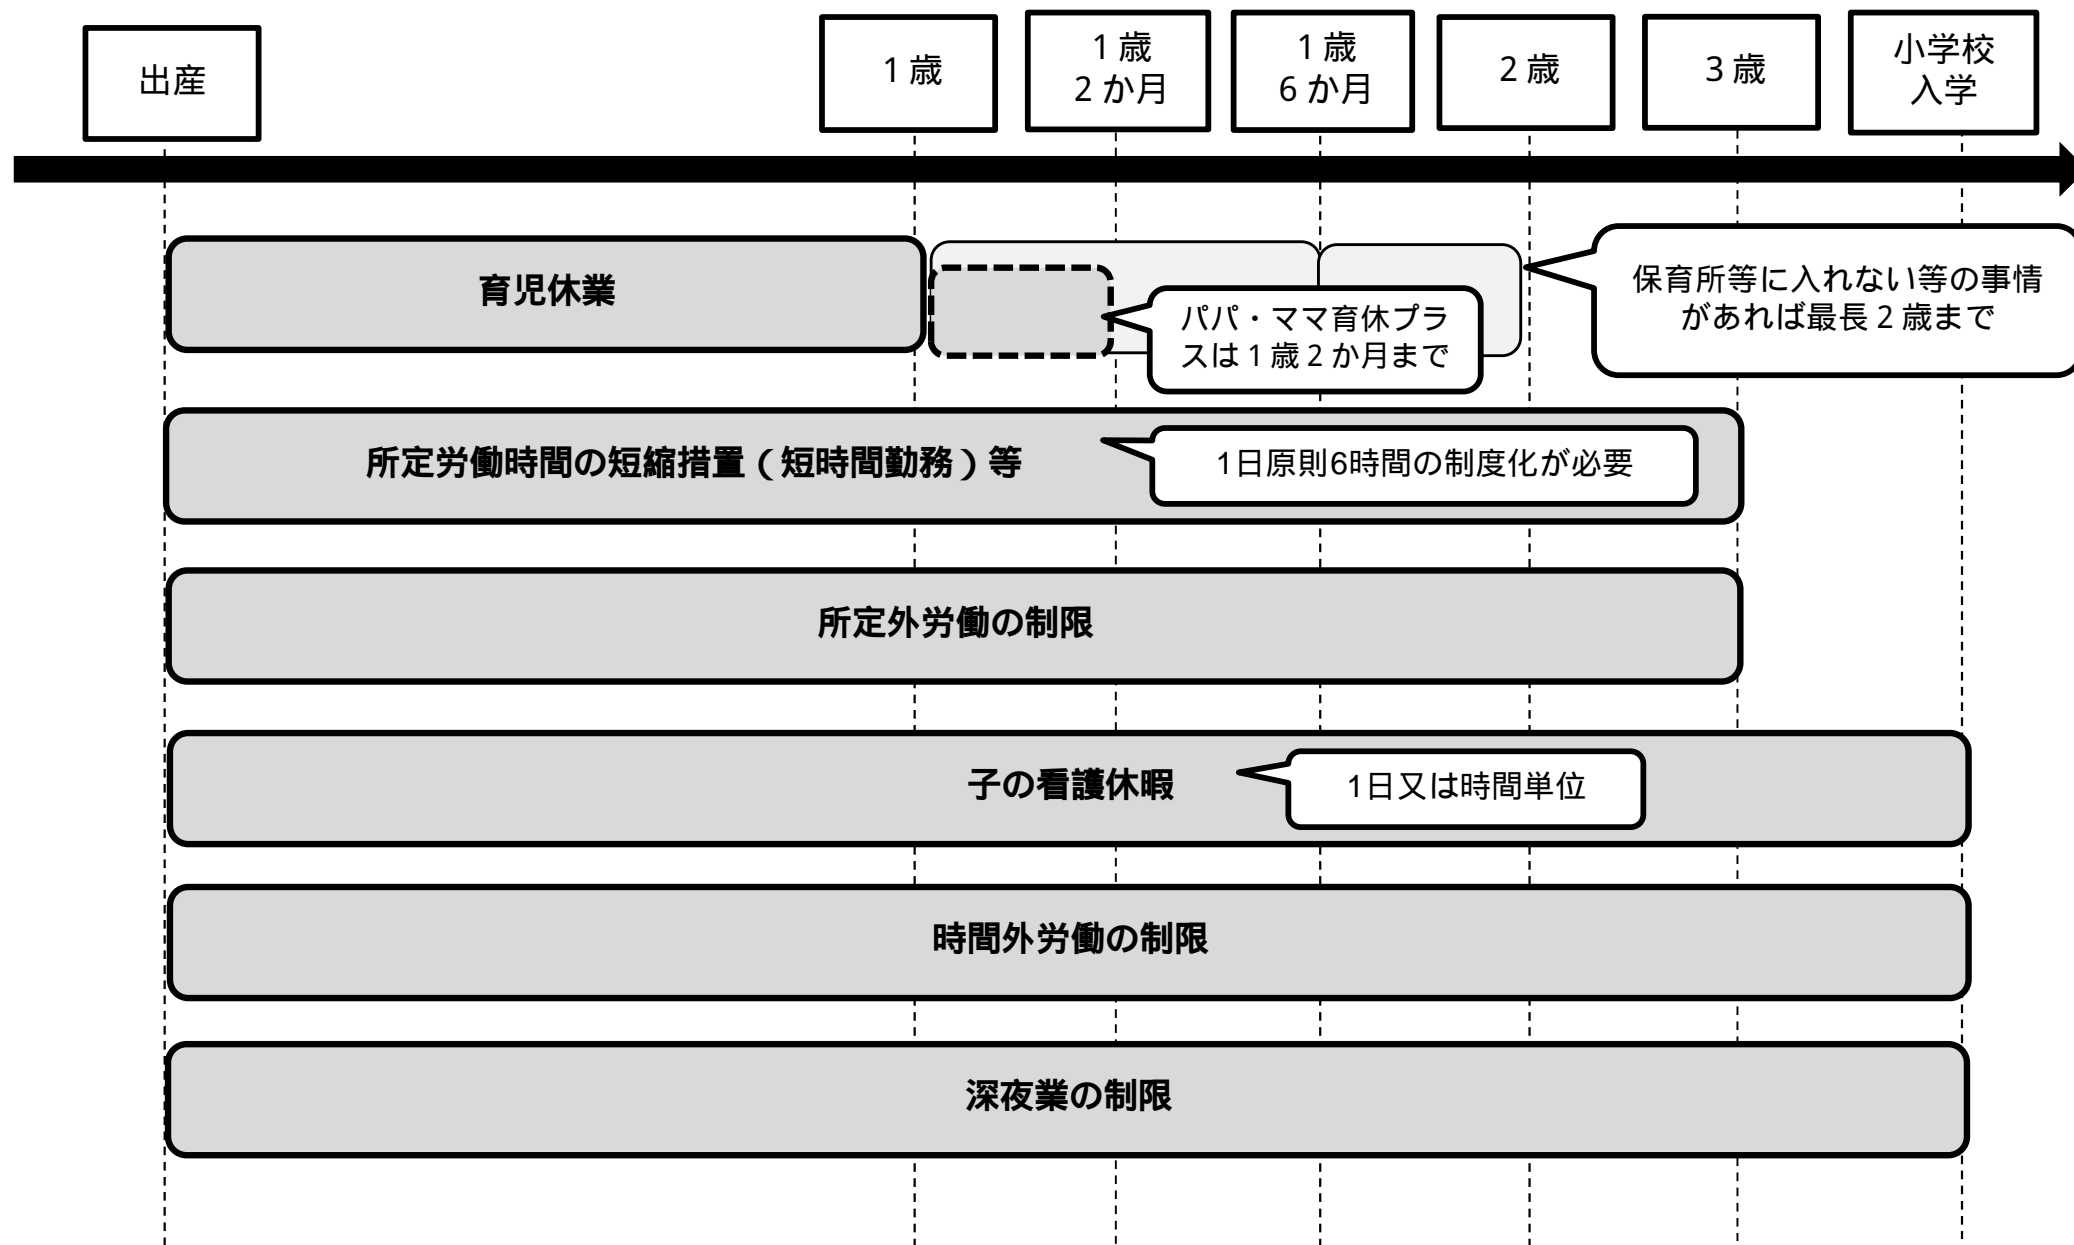 出産
1歳
1歳
2か月
1歳
6か月
2歳
3歳
小学校
入学
育児休業
パパ・ママ育休プラ
スは1歳2か月まで
保育所等に入れない等の事情
があれば最長2歳まで
所定労働時間の短縮措置(短時間勤務)等
1日原則6時間の制度化が必要
所定外労働の制限
子の看護休暇
1日又は時間単位
時間外労働の制限
深夜業の制限